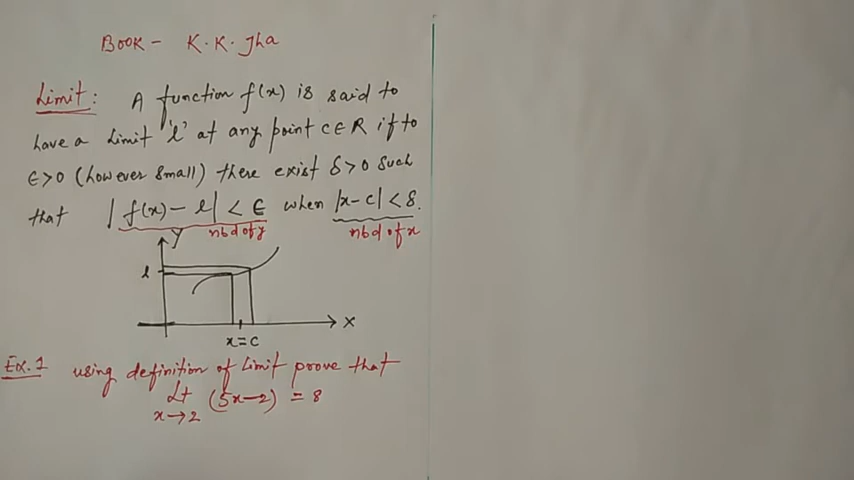 Book - K.K. Jha
Limit: A function f(x) is said to
have a limit 'l' at any point c∈R if to
∈>0 (however small) there exist δ>0 such
that |f(x)-l|<∈ when |x-c|<δ.
nbd of y nbd of x
Y
l
X
x=c
Ex.1 using definition of limit prove that
Lt (5x-2) = 8
x→2